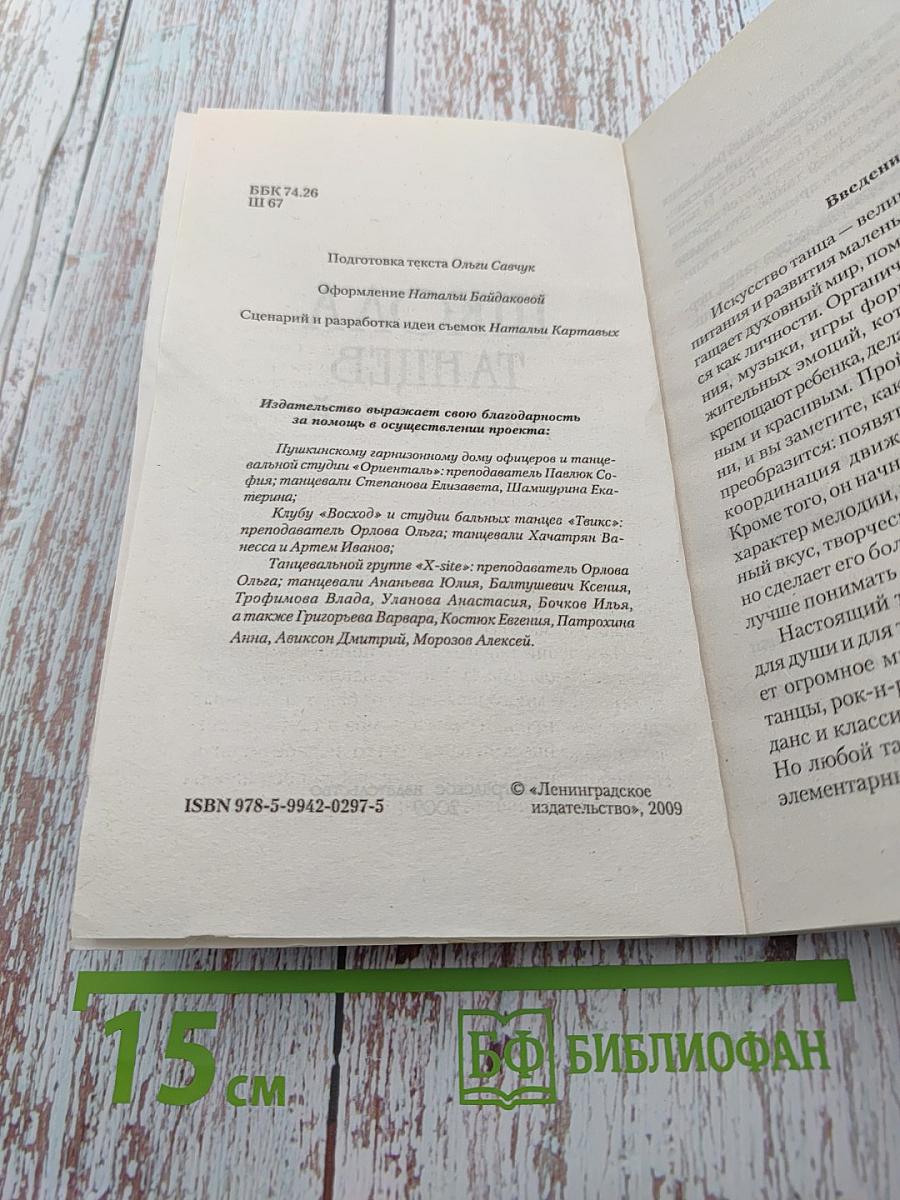 ББК 74.26
Ш 67
Подготовка текста Ольги Савчук
Оформление Натальи Байдаковой
Сценарий и разработка идеи съемок Натальи Картавых
ТАНЦЕВ
Издательство выражает свою благодарность
за помощь в осуществлении проекта:
Пушкинскому гарнизонному дому офицеров и танце-
вальной студии «Ориенталь»: преподаватель Павлюк Со-
фия; танцевали Степанова Елизавета, Шамшурина Ека-
терина;
Клубу «Восход» и студии бальных танцев «Твикс»:
преподаватель Орлова Ольга; танцевали Хачатрян Ва-
несса и Артем Иванов;
Танцевальной группе «X-site»: преподаватель Орлова
Ольга; танцевали Ананьева Юлия, Балтушевич Ксения,
Трофимова Влада, Уланова Анастасия, Бочков Илья,
а также Григорьева Варвара, Костюк Евгения, Патрохина
Анна, Авиксон Дмитрий, Морозов Алексей.
ISBN 978-5-9942-0297-5
© «Ленинградское
издательство», 2009
Введени
Искусство танца — вели
питания и развития малень
гащает духовный мир, пом
ся как личности. Органич
ния, музыки, игры фор
жительных эмоций, кот
крепощают ребенка, дела
ным и красивым. Прой
ни, и вы заметите, как
преобразится: появят
координация движ
Кроме того, он начн
характер мелодии,
ный вкус, творчес
но сделает его бол
лучше понимать
Настоящий т
для души и для т
ет огромное м
танцы, рок-н-р
данс и класси
Но любой та
элементарны
15 см
БФ БИБЛИОФАН